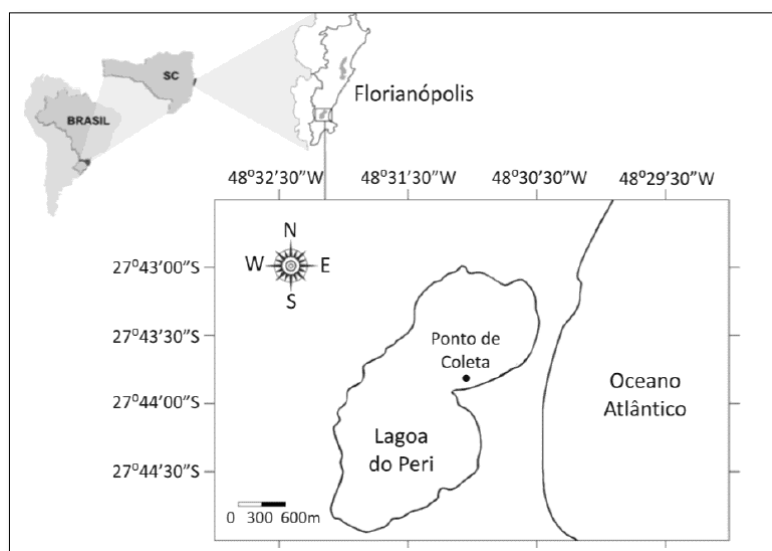 SC
BRASIL
Florianópolis
48°32'30"W 48°31'30"W 48°30'30"W 48°29'30"W
N
W E
S
27°43'00"S
27°43'30"S
27°44'00"S
27°44'30"S
Ponto de
Coleta
Oceano
Atlântico
Lagoa
do Peri
0 300 600m